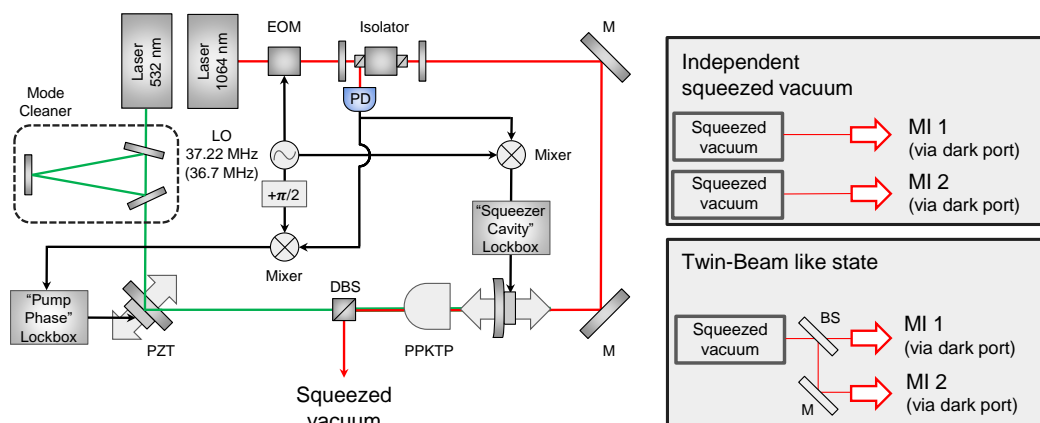 Laser
532 nm
Laser
1064 nm
EOM
Isolator
M
Mode
Cleaner
PD
LO
37.22 MHz
(36.7 MHz)
Mixer
+π/2
"Squeezer
Cavity"
Lockbox
Mixer
"Pump
Phase"
Lockbox
PZT
DBS
PPKTP
M
Squeezed
vacuum
Independent
squeezed vacuum
Squeezed
vacuum
MI 1
(via dark port)
Squeezed
vacuum
MI 2
(via dark port)
Twin-Beam like state
Squeezed
vacuum
BS
MI 1
(via dark port)
M
MI 2
(via dark port)